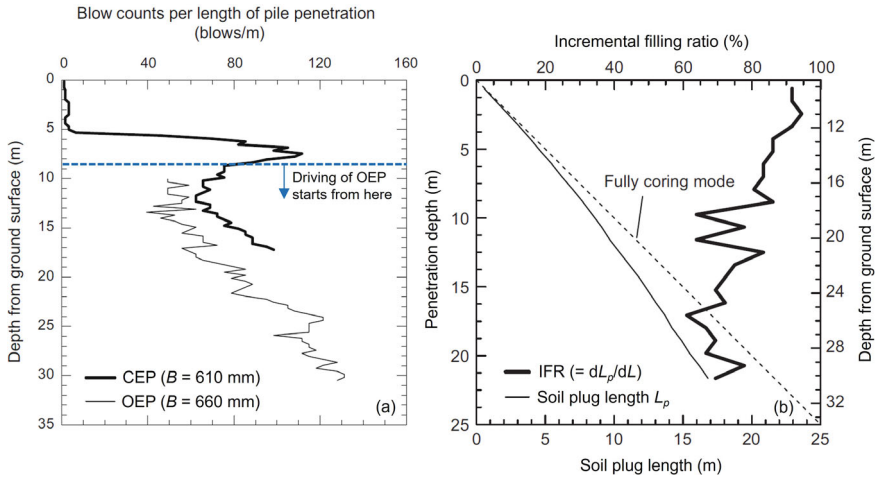 Blow counts per length of pile penetration
(blows/m)
0 40 80 120 160
0
5
10
15
20
25
30
35
Depth from ground surface (m)
Driving of OEP
starts from here
CEP (B = 610 mm)
OEP (B = 660 mm)
(a)
Incremental filling ratio (%)
0 20 40 60 80 100
0
5
10
15
20
25
Penetration depth (m)
Fully coring mode
12
16
20
24
28
32
Depth from ground surface (m)
IFR (= dLp/dL)
Soil plug length Lp
(b)
0 5 10 15 20 25
Soil plug length (m)